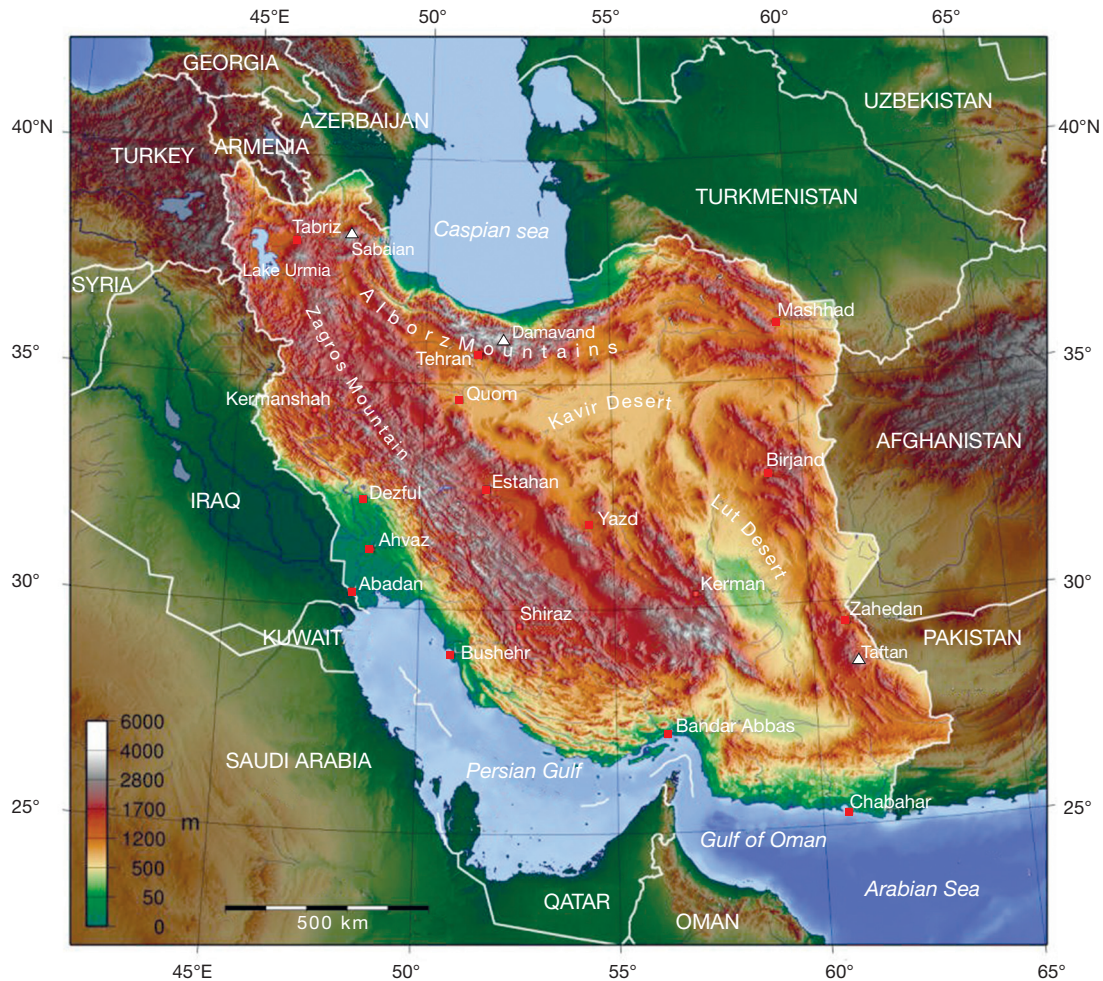 45°E 50° 55° 60° 65°
GEORGIA
UZBEKISTAN
AZERBAIJAN
40°N 40°N
ARMENIA
TURKEY
TURKMENISTAN
Tabriz
Caspian sea
Sabaian
Lake Urmia
SYRIA
Alborz Mountains
Mashhad
Damavand
35° 35°
Tehran
Zagros Mountain
Quom
Kermanshah
Kavir Desert
AFGHANISTAN
Birjand
Estahan
Dezful
IRAQ
Yazd
Lut Desert
Ahvaz
30° 30°
Abadan
Kerman
Zahedan
Shiraz
KUWAIT
PAKISTAN
Bushehr
Taftan
Bandar Abbas
6000
4000
SAUDI ARABIA
Persian Gulf
2800
Chabahar
25° 25°
1700
m
1200
Gulf of Oman
500
Arabian Sea
50
QATAR
500 km
OMAN
0
45°E 50° 55° 60° 65°